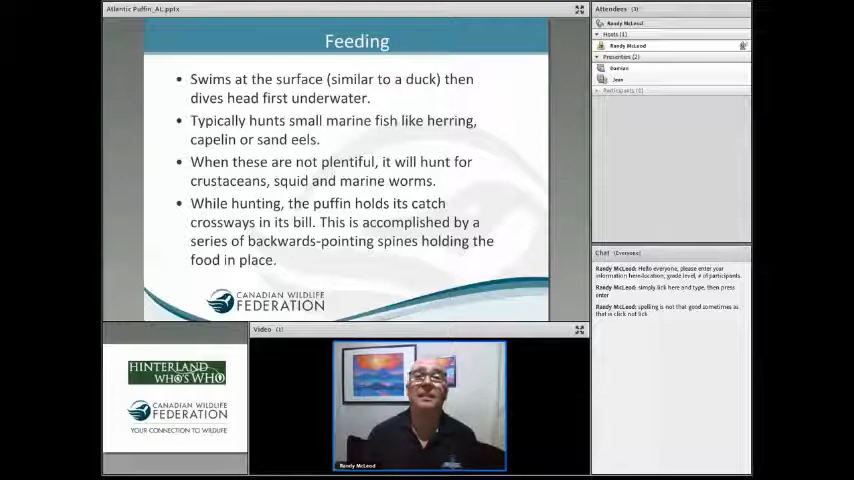 Atlantic Puffin_AL.pptx
Feeding
• Swims at the surface (similar to a duck) then
dives head first underwater.
• Typically hunts small marine fish like herring,
capelin or sand eels.
• When these are not plentiful, it will hunt for
crustaceans, squid and marine worms.
• While hunting, the puffin holds its catch
crossways in its bill. This is accomplished by a
series of backwards-pointing spines holding the
food in place.
CANADIAN WILDLIFE
FEDERATION
HINTERLAND
WHO'S WHO
CANADIAN WILDLIFE
FEDERATION
YOUR CONNECTION TO WILDLIFE
Video (1)
Randy McLeod
Attendees (3)
Randy McLeod
Hosts (1)
Randy McLeod
Presenters (2)
Damian
Jean
Participants (0)
Chat (Everyone)
Randy McLeod: Hello everyone, please enter your
information here-location, grade level, # of participants.
Randy McLeod: simply lick here and type, then press
enter
Randy McLeod: spelling is not that good sometimes as
that is click not lick